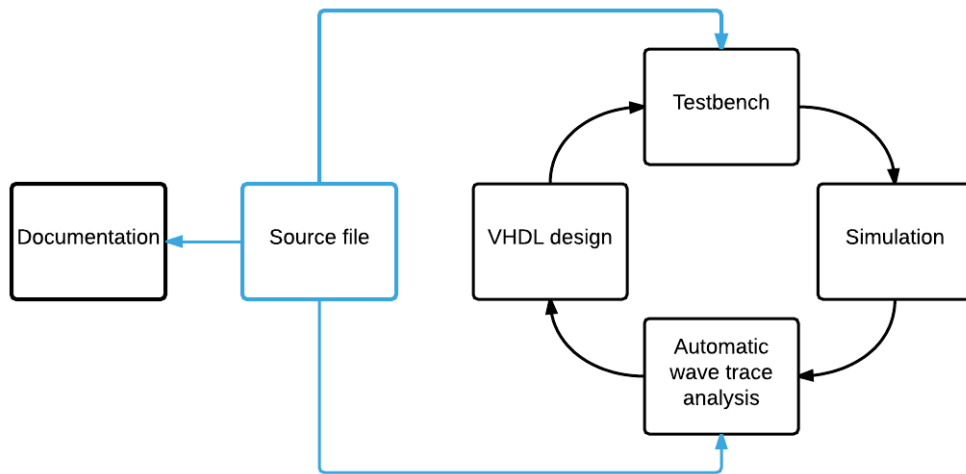 Testbench
Documentation
Source file
VHDL design
Simulation
Automatic
wave trace
analysis